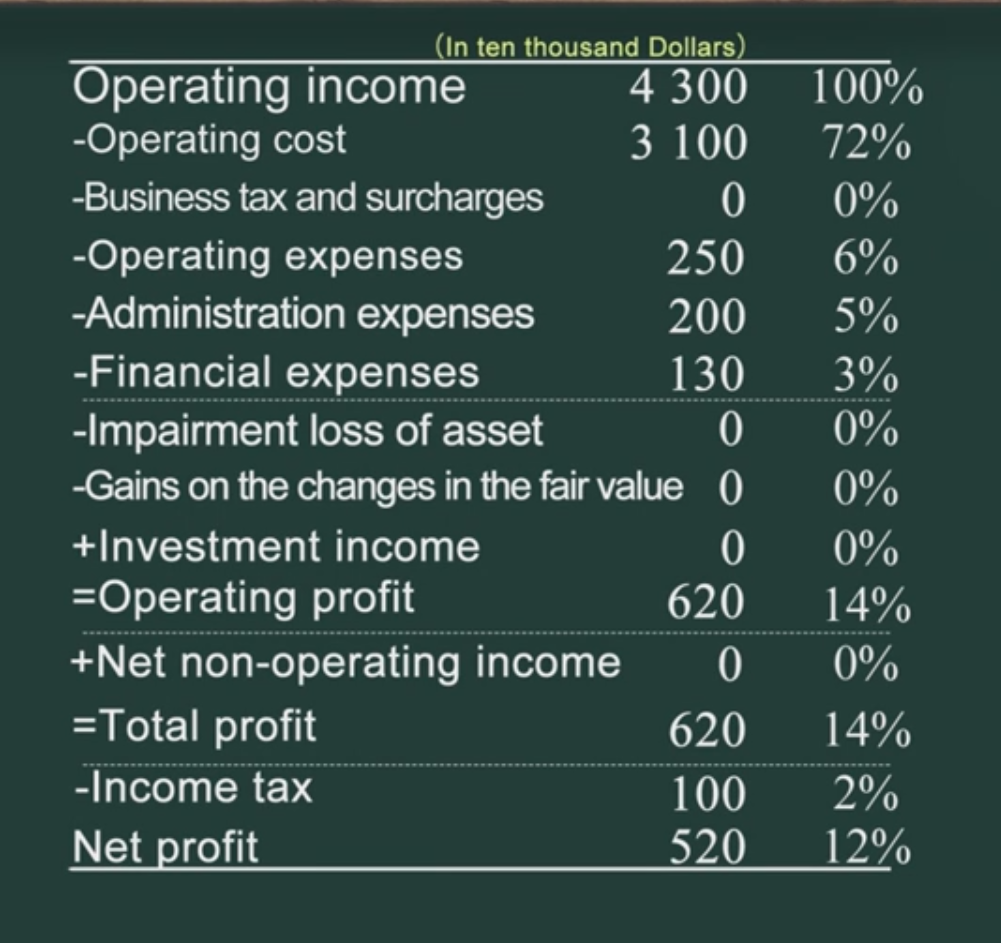 (In ten thousand Dollars)
Operating income 4 300 100%
-Operating cost 3 100 72%
-Business tax and surcharges 0 0%
-Operating expenses 250 6%
-Administration expenses 200 5%
-Financial expenses 130 3%
-Impairment loss of asset 0 0%
-Gains on the changes in the fair value 0 0%
+Investment income 0 0%
=Operating profit 620 14%
+Net non-operating income 0 0%
=Total profit 620 14%
-Income tax 100 2%
Net profit 520 12%